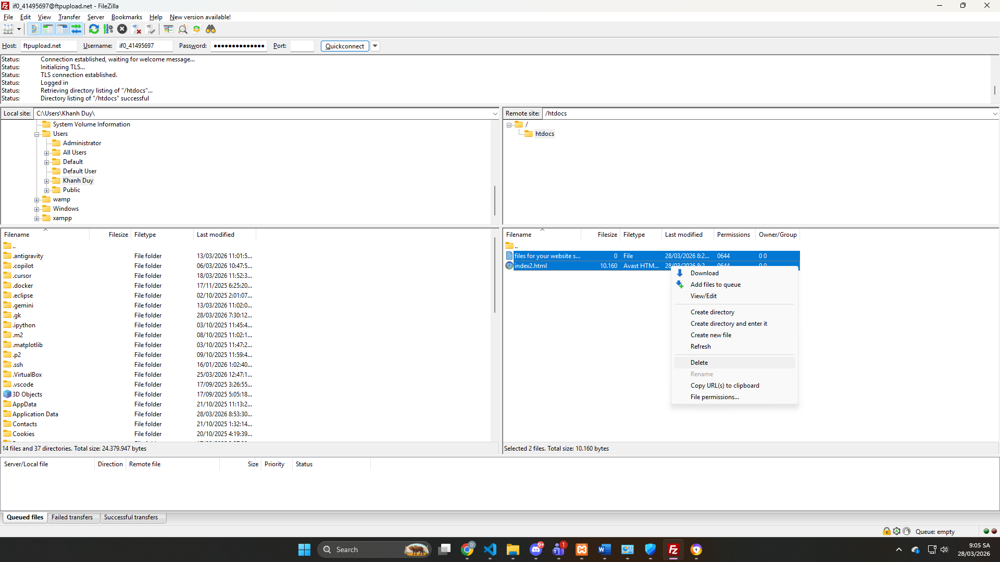 if0_41495697@ftpupload.net - FileZilla
File Edit View Transfer Server Bookmarks Help New version available!
Host: ftpupload.net Username: if0_41495697 Password: ●●●●●●●●●●●●●● Port: Quickconnect
Status: Connection established, waiting for welcome message...
Status: Initializing TLS...
Status: TLS connection established.
Status: Logged in
Status: Retrieving directory listing of "/htdocs"...
Status: Directory listing of "/htdocs" successful
Local site: C:\Users\Khanh Duy\
System Volume Information
Users
Administrator
All Users
Default
Default User
Khanh Duy
Public
wamp
Windows
xampp
Remote site: /htdocs
/
htdocs
Filename Filesize Filetype Last modified
..
.antigravity File folder 13/03/2026 11:01:5...
.copilot File folder 06/03/2026 10:47:5...
.cursor File folder 18/03/2026 11:52:3...
.docker File folder 17/11/2025 6:25:20...
.eclipse File folder 02/10/2025 2:01:07...
.gemini File folder 13/03/2026 11:02:0...
.gk File folder 28/03/2026 7:30:12...
.ipython File folder 03/10/2025 11:45:4...
.m2 File folder 08/10/2025 11:02:1...
.matplotlib File folder 03/10/2025 11:47:2...
.p2 File folder 09/10/2025 11:59:4...
.ssh File folder 16/01/2026 1:02:40...
.VirtualBox File folder 25/03/2026 12:47:1...
.vscode File folder 17/09/2025 3:26:55...
3D Objects File folder 17/09/2025 5:05:18...
AppData File folder 21/10/2025 11:13:2...
Application Data File folder 28/03/2026 8:53:30...
Contacts File folder 21/10/2025 1:32:14...
Cookies File folder 20/10/2025 4:19:39...
14 files and 37 directories. Total size: 24.379.947 bytes
Filename Filesize Filetype Last modified Permissions Owner/Group
..
files for your website s... 0 File 28/03/2026 8:2... 0644 0 0
index2.html 10.160 Avast HTM... 28/03/2026 8:2... 0644 0 0
Download
Add files to queue
View/Edit
Create directory
Create directory and enter it
Create new file
Refresh
Delete
Rename
Copy URL(s) to clipboard
File permissions...
Selected 2 files. Total size: 10.160 bytes
Server/Local file Direction Remote file Size Priority Status
Queued files Failed transfers Successful transfers
Queue: empty
Search
D
9+
1
9:05 SA
28/03/2026